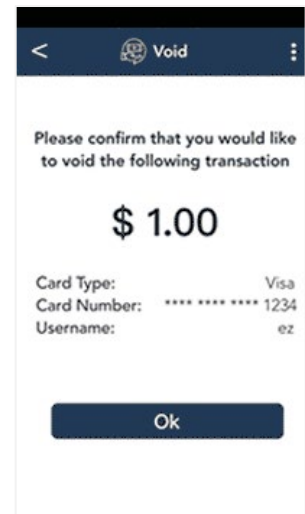 < Void
Please confirm that you would like
to void the following transaction
$ 1.00
Card Type: Visa
Card Number: **** **** **** 1234
Username: ez
Ok